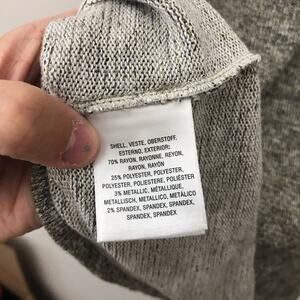 SHELL, VESTE, OBERSTOFF,
ESTERNO, EXTERIOR:
70% RAYON, RAYONNE, REYON,
RAYON, RAYÓN
25% POLYESTER, POLYESTER,
POLYESTER, POLIESTERE, POLIÉSTER
3% METALLIC, MÉTALLIQUE,
METALLISCH, METALLICO, METÁLICO
2% SPANDEX, SPANDEX, SPANDEX,
SPANDEX, SPANDEX